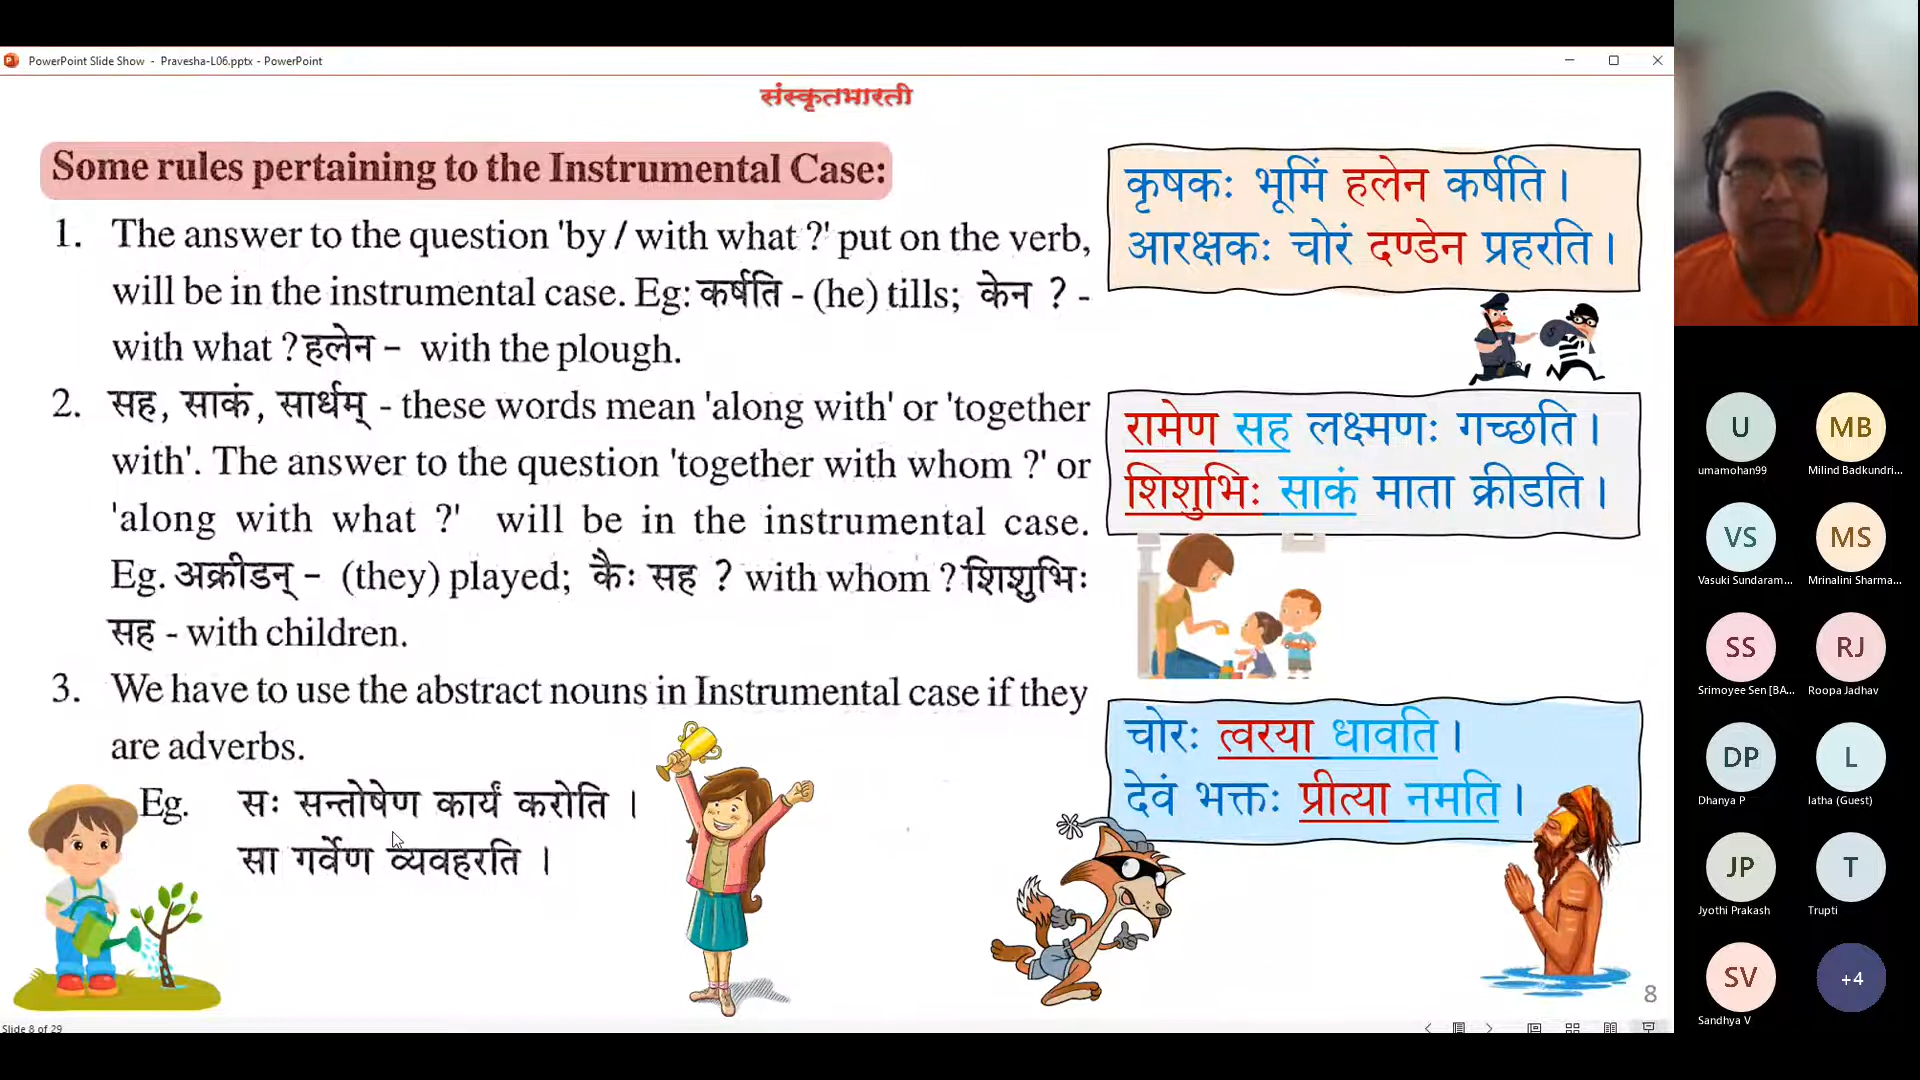 PowerPoint Slide Show - Pravesha-L06.pptx - PowerPoint
संस्कृतभारती
Some rules pertaining to the Instrumental Case:
1. The answer to the question 'by / with what ?' put on the verb,
will be in the instrumental case. Eg: कर्षति - (he) tills; केन ? -
with what ? हलेन - with the plough.
2. सह, साकं, सार्धम् - these words mean 'along with' or 'together
with'. The answer to the question 'together with whom ?' or
'along with what ?' will be in the instrumental case.
Eg. अक्रीडन् - (they) played; कैः सह ? with whom ? शिशुभिः
सह - with children.
3. We have to use the abstract nouns in Instrumental case if they
are adverbs.
Eg. सः सन्तोषेण कार्यं करोति ।
सा गर्वेण व्यवहरति ।
कृषकः भूमिं हलेन कर्षति ।
आरक्षकः चोरं दण्डेन प्रहरति ।
रामेण सह लक्ष्मणः गच्छति ।
शिशुभिः साकं माता क्रीडति ।
चोरः त्वरया धावति ।
देवं भक्तः प्रीत्या नमति ।
8
Slide 8 of 29
U
umamohan99
MB
Milind Badkundri...
VS
Vasuki Sundaram...
MS
Mrinalini Sharma...
SS
Srimoyee Sen [BA...
RJ
Roopa Jadhav
DP
Dhanya P
L
latha (Guest)
JP
Jyothi Prakash
T
Trupti
SV
Sandhya V
+4